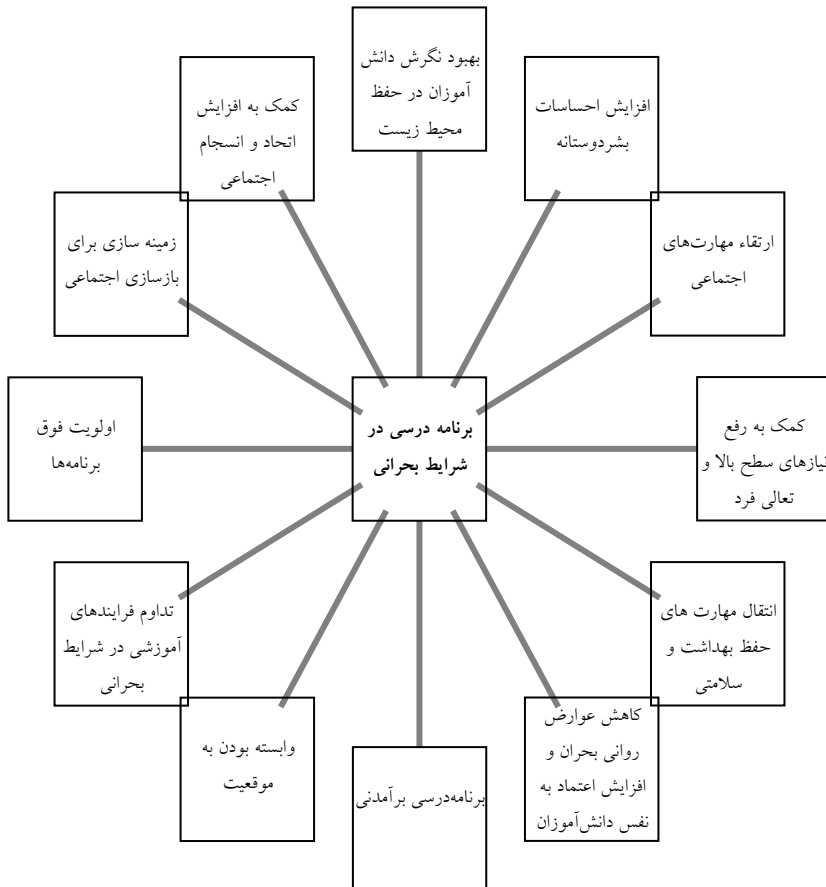 بهبود نگرش دانش
آموزان در حفظ
محیط زیست
افزایش احساسات
بشردوستانه
ارتقاء مهارت‌های
اجتماعی
کمک به رفع
نیازهای سطح بالا و
تعالی فرد
انتقال مهارت های
حفظ بهداشت و
سلامتی
کاهش عوارض
روانی بحران و
افزایش اعتماد به
نفس دانش‌آموزان
برنامه‌درسی برآمدنی
وابسته بودن به
موقعیت
تداوم فرایندهای
آموزشی در شرایط
بحرانی
اولویت فوق
برنامه‌ها
زمینه سازی برای
بازسازی اجتماعی
کمک به افزایش
اتحاد و انسجام
اجتماعی
برنامه درسی در
شرایط بحرانی